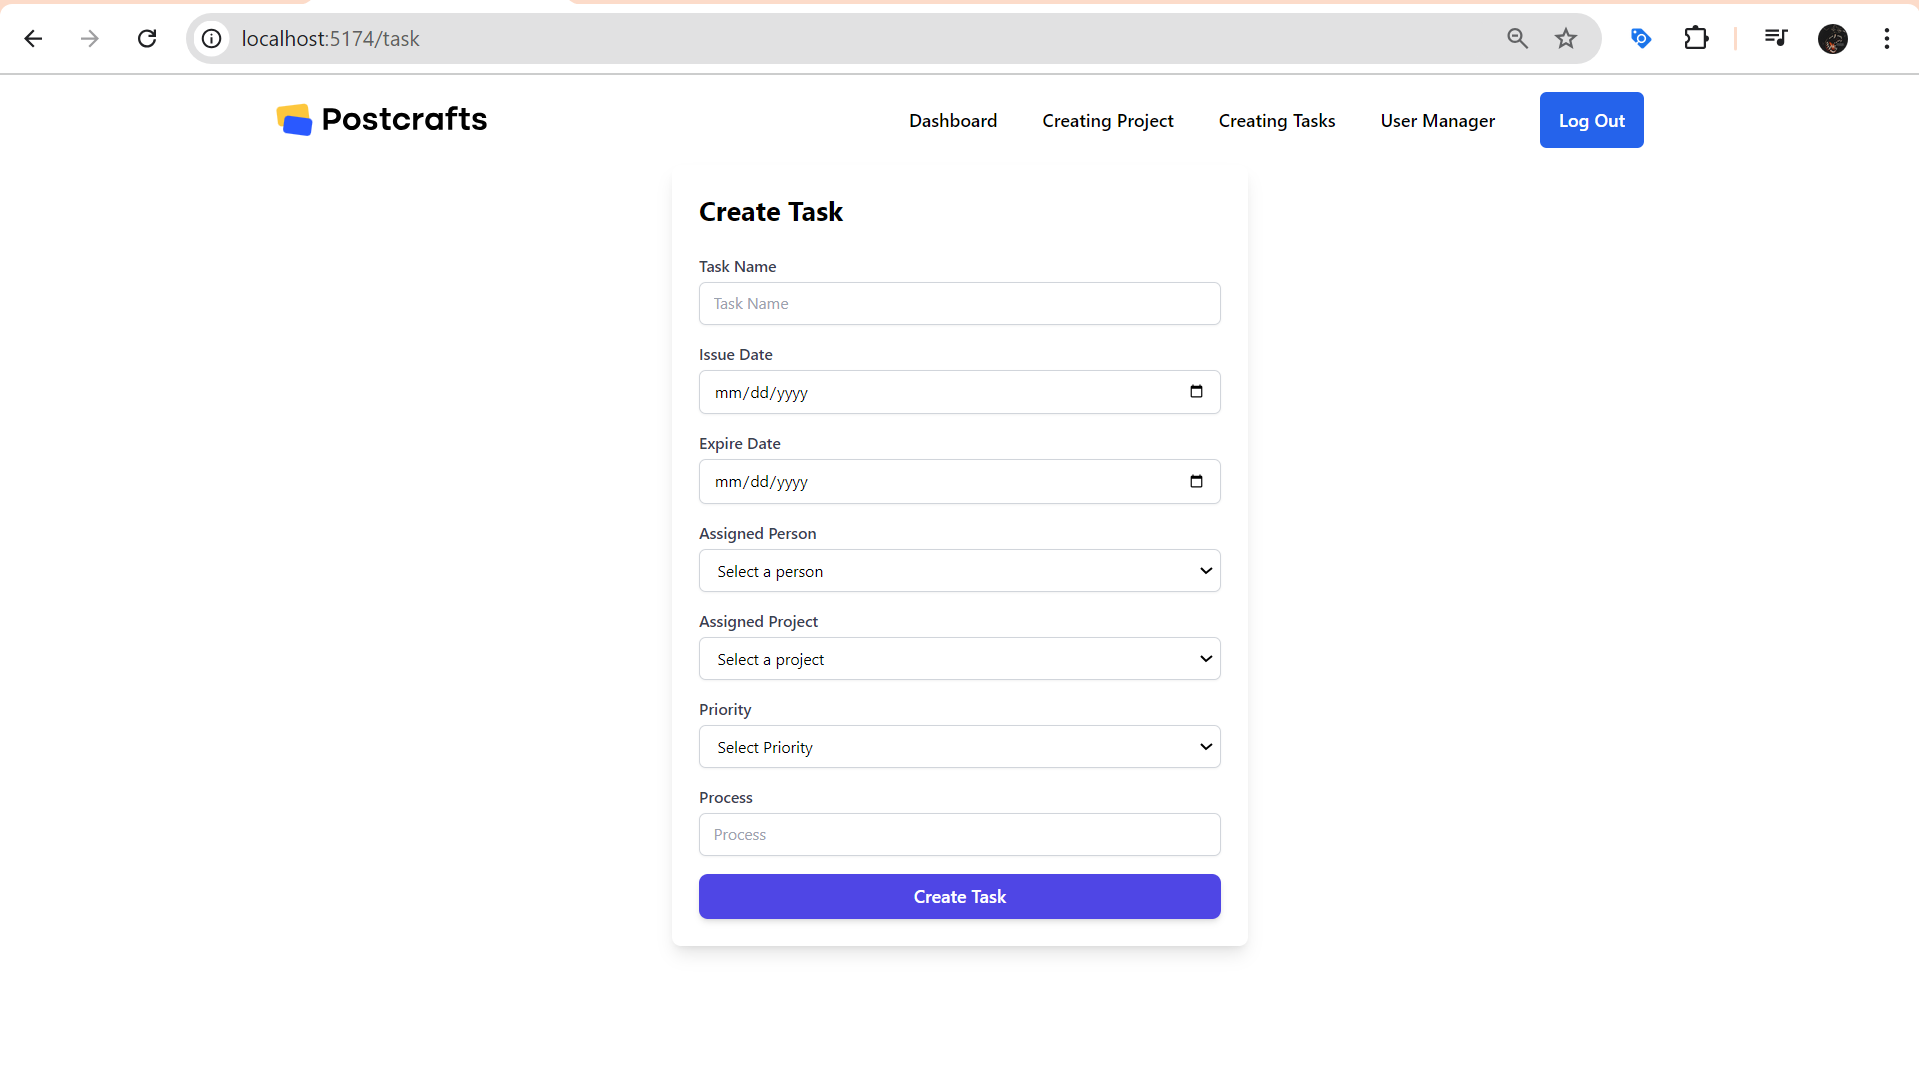 localhost:5174/task
Postcrafts
Dashboard
Creating Project
Creating Tasks
User Manager
Log Out
Create Task
Task Name
Task Name
Issue Date
mm/dd/yyyy
Expire Date
mm/dd/yyyy
Assigned Person
Select a person
Assigned Project
Select a project
Priority
Select Priority
Process
Process
Create Task